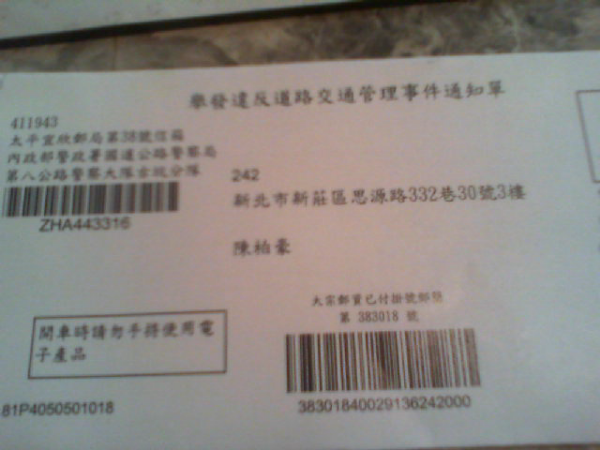 舉發違反道路交通管理事件通知單
411943
太平宜欣郵局第38號信箱
內政部警政署國道公路警察局
第八公路警察大隊古坑分隊
ZHA443316
242
新北市新莊區思源路332巷30號3樓
陳柏豪
大宗郵資已付掛號郵簡
第 383018 號
38301840029136242000
開車時請勿手持使用電
子產品
81P4050501018